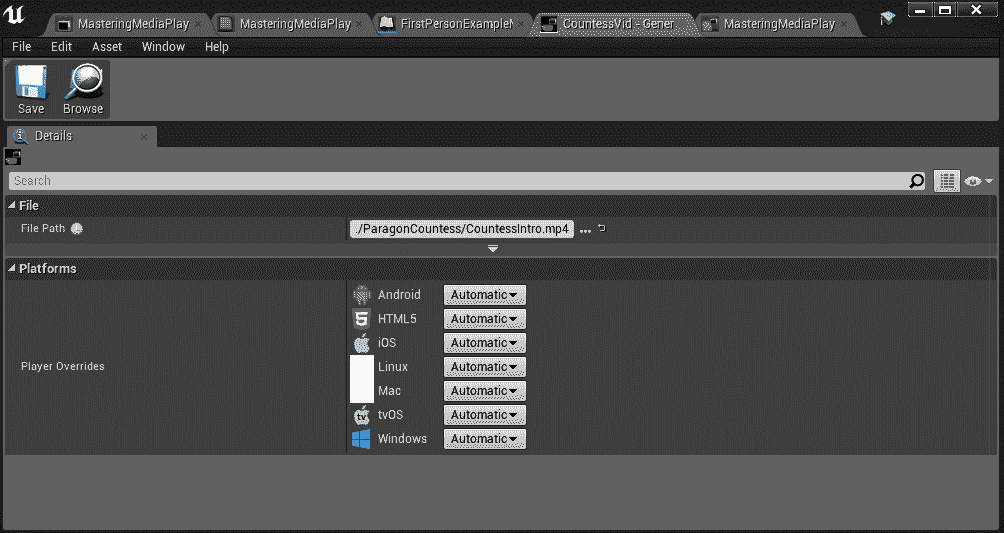 MasteringMediaPlay MasteringMediaPlay FirstPersonExampleM CountessVid - Gener MasteringMediaPlay
File Edit Asset Window Help
Save Browse
Details
Search
File
File Path ./ParagonCountess/CountessIntro.mp4 ...
Platforms
Android Automatic
HTML5 Automatic
iOS Automatic
Player Overrides Linux Automatic
Mac Automatic
tv tvOS Automatic
Windows Automatic